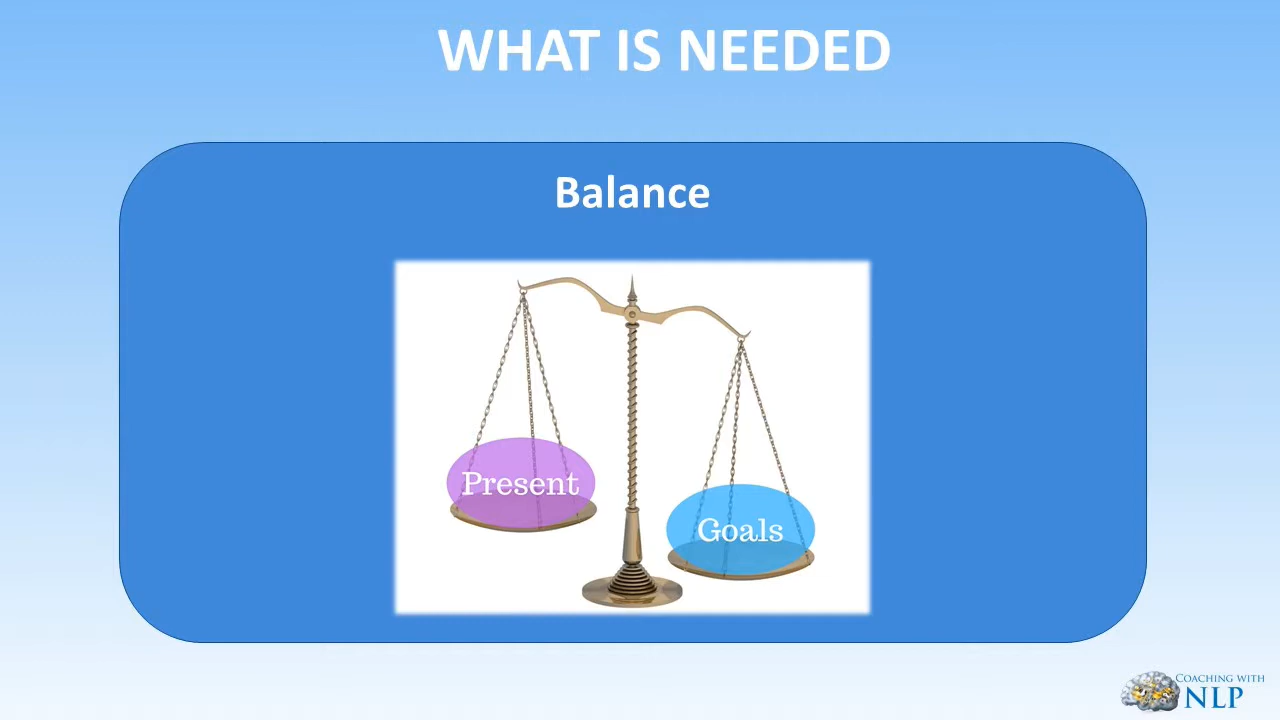 WHAT IS NEEDED
Balance
Present
Goals
COACHING WITH
NLP